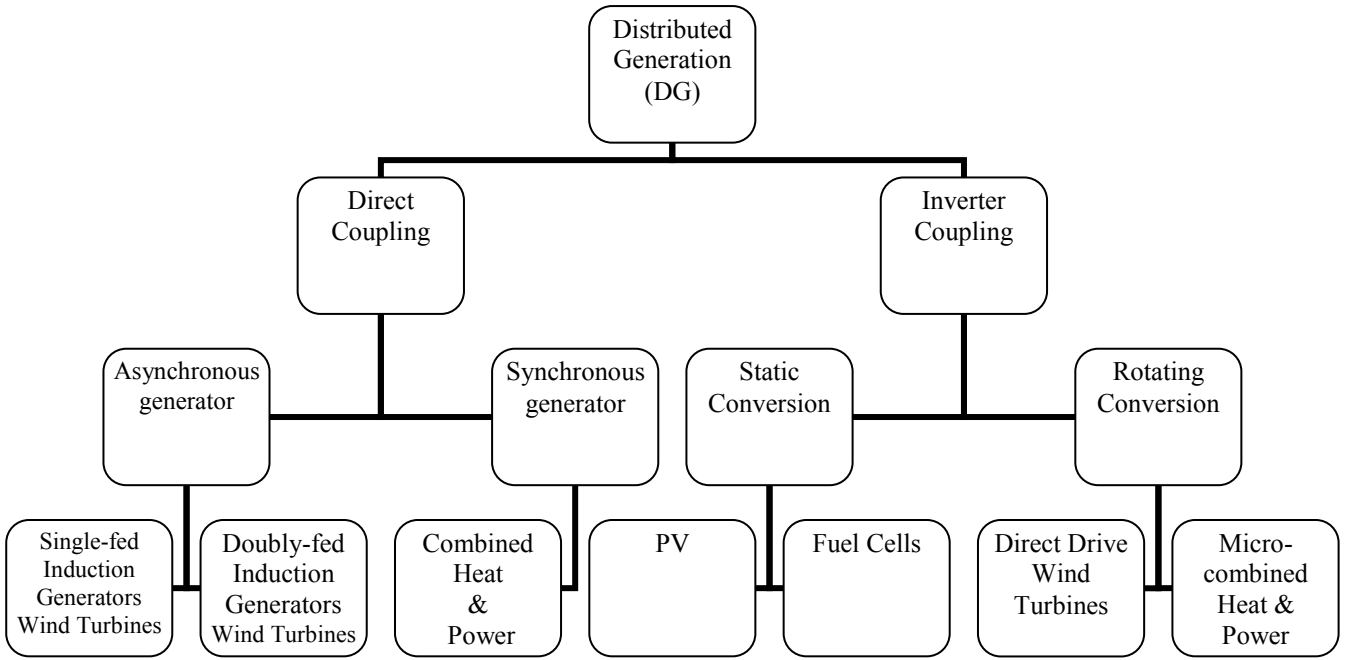 Distributed
Generation
(DG)
Direct
Coupling
Inverter
Coupling
Asynchronous
generator
Synchronous
generator
Static
Conversion
Rotating
Conversion
Single-fed
Induction
Generators
Wind Turbines
Doubly-fed
Induction
Generators
Wind Turbines
Combined
Heat
&
Power
PV
Fuel Cells
Direct Drive
Wind
Turbines
Micro-
combined
Heat &
Power